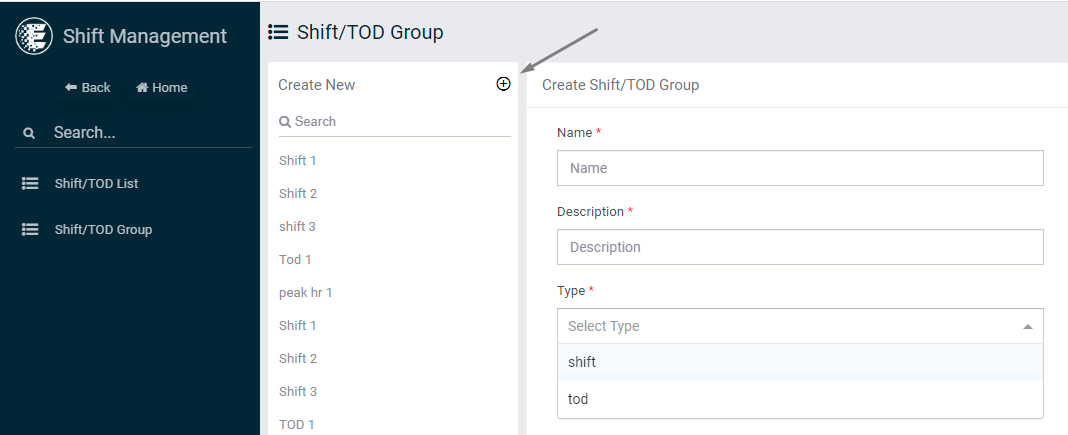 Shift Management
Back Home
Search...
Shift/TOD List
Shift/TOD Group
Shift/TOD Group
Create New
Search
Shift 1
Shift 2
shift 3
Tod 1
peak hr 1
Shift 1
Shift 2
Shift 3
TOD 1
Create Shift/TOD Group
Name *
Name
Description *
Description
Type *
Select Type
shift
tod